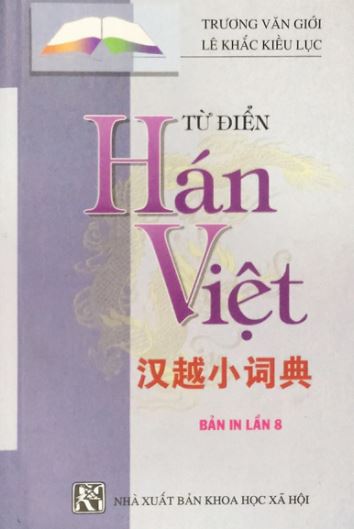 TRƯƠNG VĂN GIỚI
LÊ KHẮC KIỀU LỤC
TỪ ĐIỂN
Hán
Việt
汉越小词典
BẢN IN LẦN 8
NHÀ XUẤT BẢN KHOA HỌC XÃ HỘI